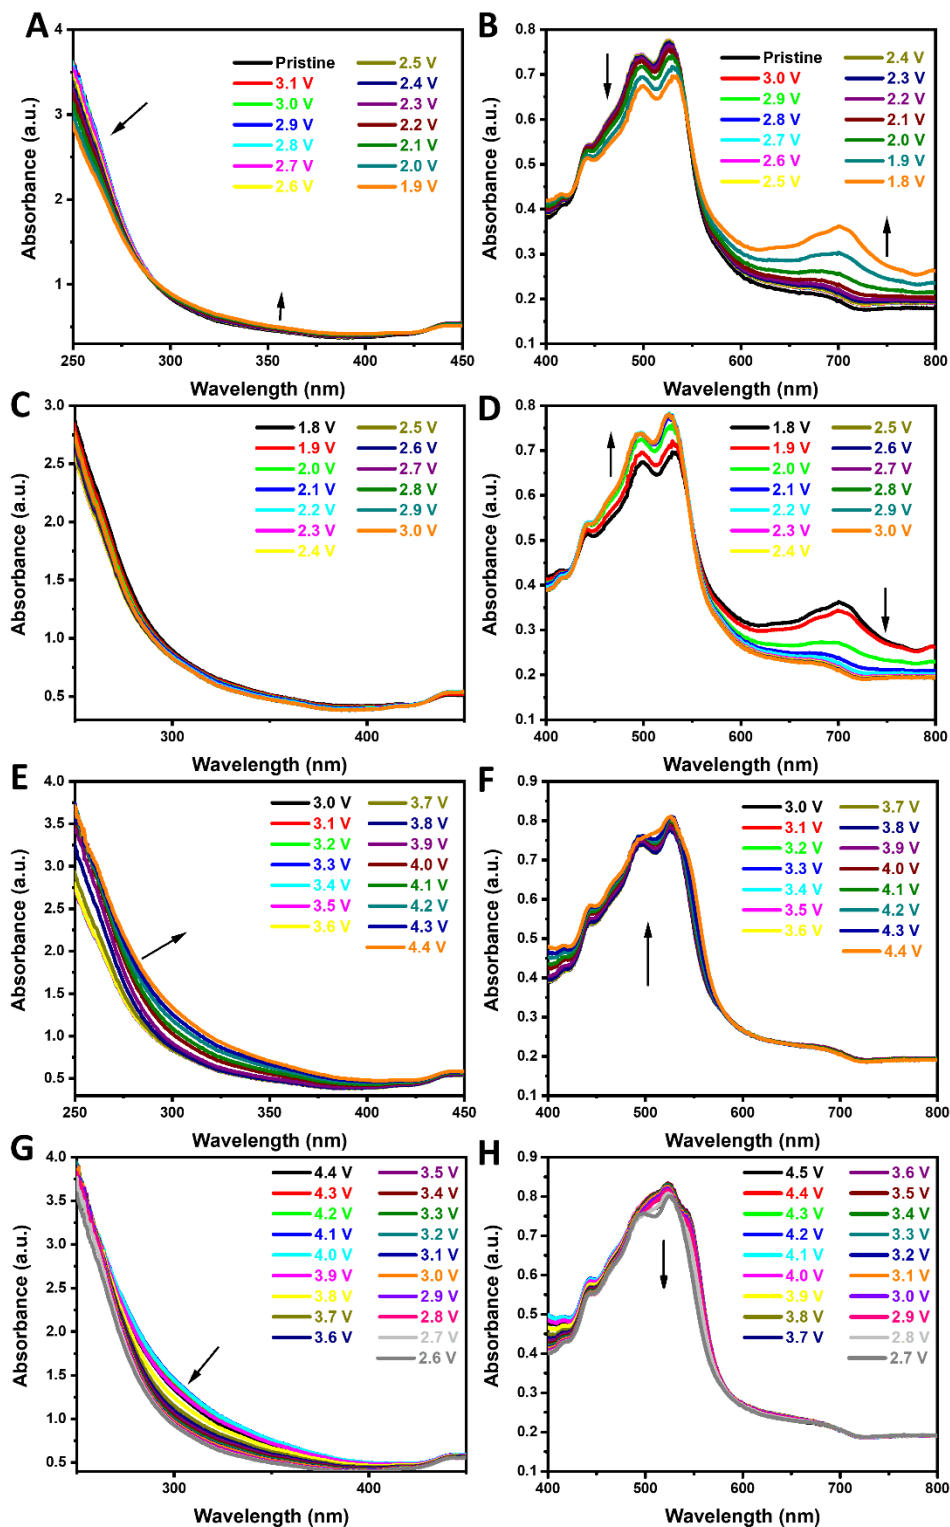 A
Absorbance (a.u.)
4
3
2
1
Pristine
3.1 V
3.0 V
2.9 V
2.8 V
2.7 V
2.6 V
2.5 V
2.4 V
2.3 V
2.2 V
2.1 V
2.0 V
1.9 V
250 300 350 400 450
Wavelength (nm)
B
Absorbance (a.u.)
0.8
0.7
0.6
0.5
0.4
0.3
0.2
0.1
Pristine
3.0 V
2.9 V
2.8 V
2.7 V
2.6 V
2.5 V
2.4 V
2.3 V
2.2 V
2.1 V
2.0 V
1.9 V
1.8 V
400 500 600 700 800
Wavelength (nm)
C
Absorbance (a.u.)
3.0
2.5
2.0
1.5
1.0
0.5
1.8 V
1.9 V
2.0 V
2.1 V
2.2 V
2.3 V
2.4 V
2.5 V
2.6 V
2.7 V
2.8 V
2.9 V
3.0 V
250 300 350 400
Wavelength (nm)
D
Absorbance (a.u.)
0.8
0.7
0.6
0.5
0.4
0.3
0.2
0.1
1.8 V
1.9 V
2.0 V
2.1 V
2.2 V
2.3 V
2.4 V
2.5 V
2.6 V
2.7 V
2.8 V
2.9 V
3.0 V
400 500 600 700 800
Wavelength (nm)
E
Absorbance (a.u.)
4.0
3.5
3.0
2.5
2.0
1.5
1.0
0.5
3.0 V
3.1 V
3.2 V
3.3 V
3.4 V
3.5 V
3.6 V
3.7 V
3.8 V
3.9 V
4.0 V
4.1 V
4.2 V
4.3 V
4.4 V
250 300 350 400 450
Wavelength (nm)
F
Absorbance (a.u.)
0.9
0.8
0.7
0.6
0.5
0.4
0.3
0.2
0.1
3.0 V
3.1 V
3.2 V
3.3 V
3.4 V
3.5 V
3.6 V
3.7 V
3.8 V
3.9 V
4.0 V
4.1 V
4.2 V
4.3 V
4.4 V
400 500 600 700 800
Wavelength (nm)
G
Absorbance (a.u.)
4.0
3.5
3.0
2.5
2.0
1.5
1.0
0.5
4.4 V
4.3 V
4.2 V
4.1 V
4.0 V
3.9 V
3.8 V
3.7 V
3.6 V
3.5 V
3.4 V
3.3 V
3.2 V
3.1 V
3.0 V
2.9 V
2.8 V
2.7 V
2.6 V
300 350 400
Wavelength (nm)
H
Absorbance (a.u.)
0.9
0.8
0.7
0.6
0.5
0.4
0.3
0.2
0.1
4.5 V
4.4 V
4.3 V
4.2 V
4.1 V
4.0 V
3.9 V
3.8 V
3.7 V
3.6 V
3.5 V
3.4 V
3.3 V
3.2 V
3.1 V
3.0 V
2.9 V
2.8 V
2.7 V
400 500 600 700 800
Wavelength (nm)